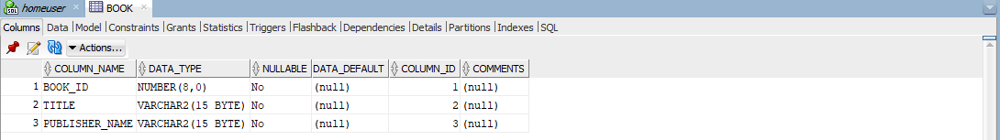 SQL homeuser × BOOK ×
Columns Data Model Constraints Grants Statistics Triggers Flashback Dependencies Details Partitions Indexes SQL
Actions...
COLUMN_NAME DATA_TYPE NULLABLE DATA_DEFAULT COLUMN_ID COMMENTS
1 BOOK_ID NUMBER(8,0) No (null) 1 (null)
2 TITLE VARCHAR2(15 BYTE) No (null) 2 (null)
3 PUBLISHER_NAME VARCHAR2(15 BYTE) No (null) 3 (null)